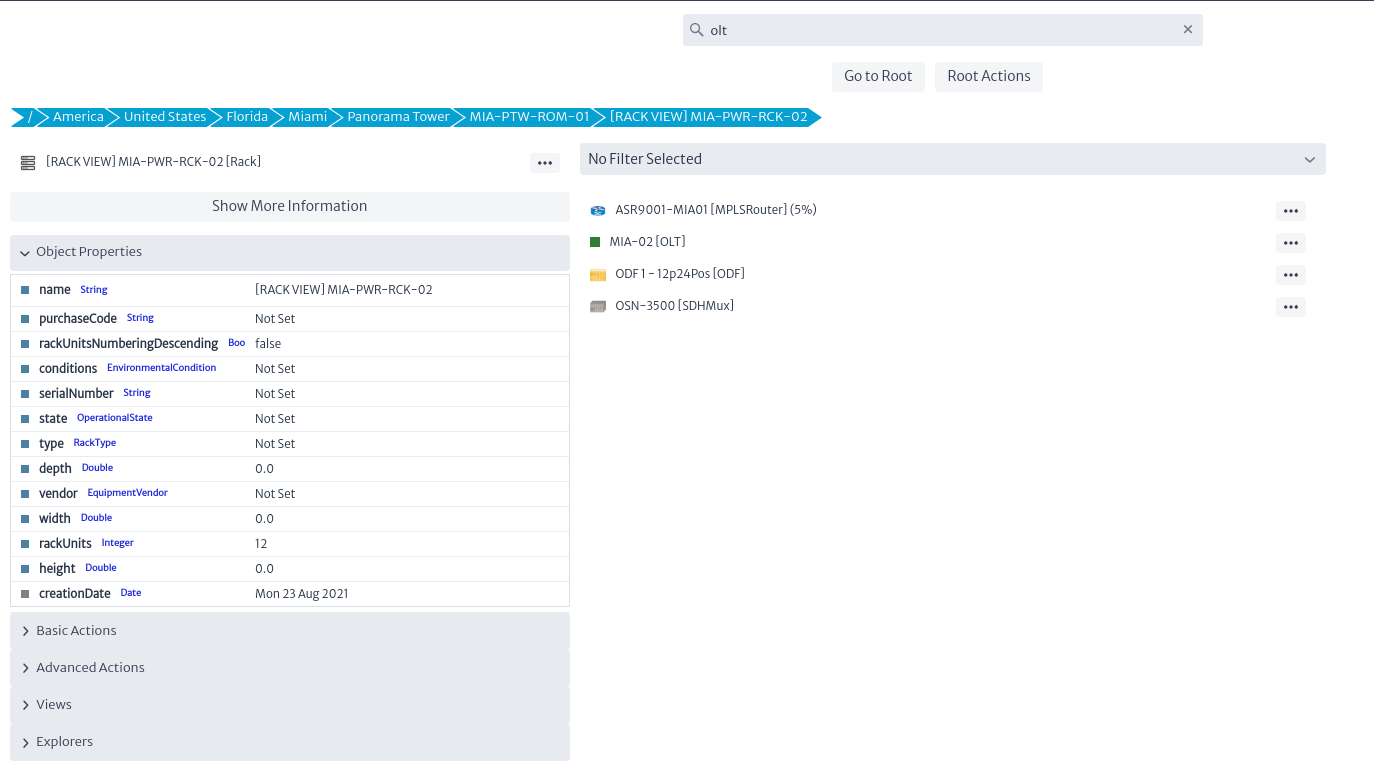 olt
Go to Root
Root Actions
/ America United States Florida Miami Panorama Tower MIA-PTW-ROM-01 [RACK VIEW] MIA-PWR-RCK-02
[RACK VIEW] MIA-PWR-RCK-02 [Rack]
Show More Information
Object Properties
name String [RACK VIEW] MIA-PWR-RCK-02
purchaseCode String Not Set
rackUnitsNumberingDescending Boo false
conditions EnvironmentalCondition Not Set
serialNumber String Not Set
state OperationalState Not Set
type RackType Not Set
depth Double 0.0
vendor EquipmentVendor Not Set
width Double 0.0
rackUnits Integer 12
height Double 0.0
creationDate Date Mon 23 Aug 2021
Basic Actions
Advanced Actions
Views
Explorers
No Filter Selected
ASR9001-MIA01 [MPLSRouter] (5%)
MIA-02 [OLT]
ODF1 - 12p24Pos [ODF]
OSN-3500 [SDHMux]